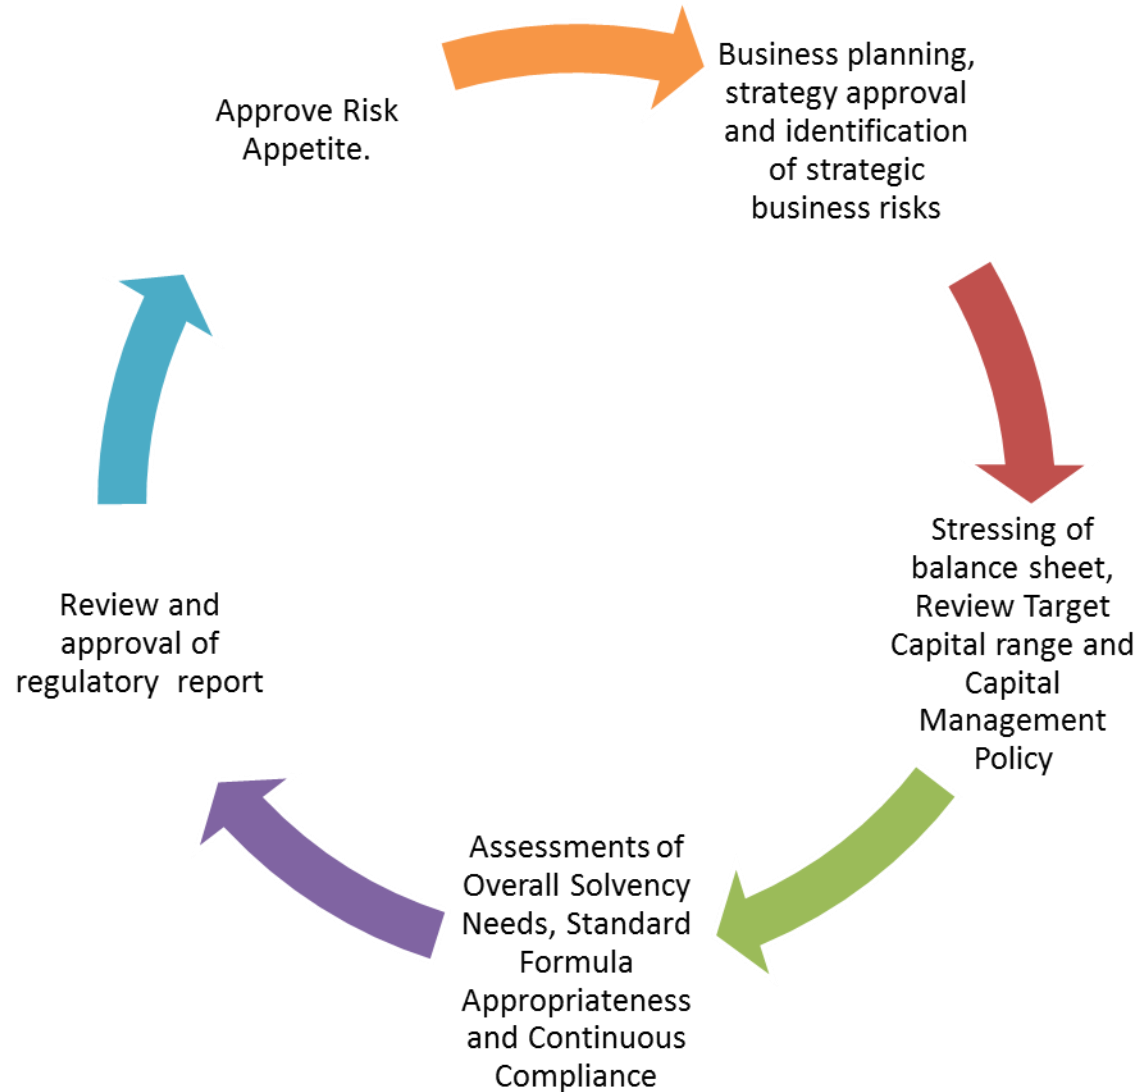 Approve Risk
Appetite.
Business planning,
strategy approval
and identification
of strategic
business risks
Stressing of
balance sheet,
Review Target
Capital range and
Capital
Management
Policy
Assessments of
Overall Solvency
Needs, Standard
Formula
Appropriateness
and Continuous
Compliance
Review and
approval of
regulatory report